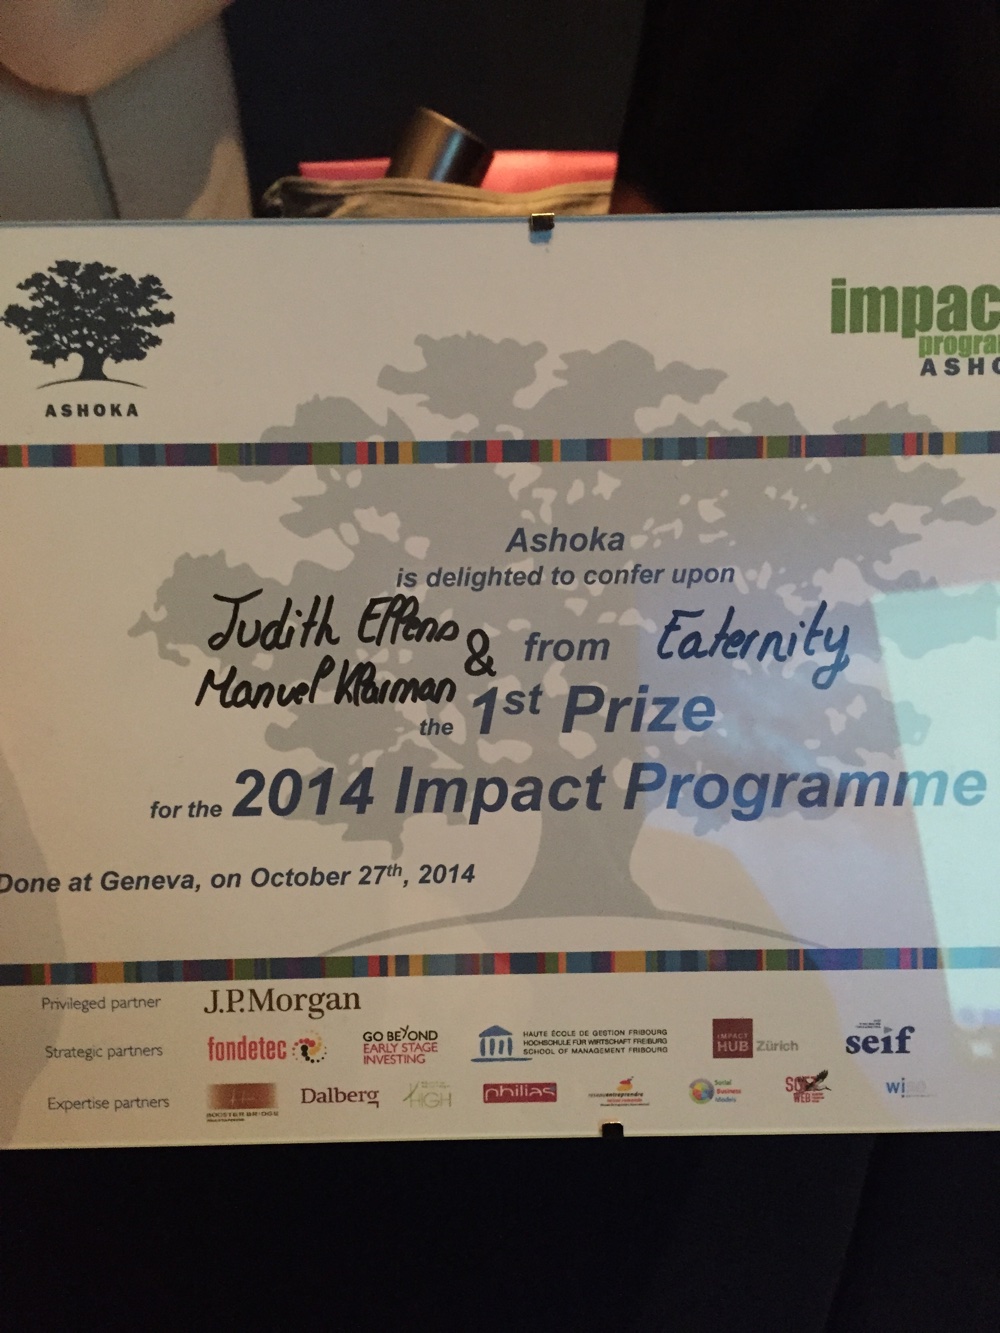 ASHOKA
impac
progra
ASHO
Ashoka
is delighted to confer upon
Judith Ellens
Manuel Klarman & from Eaternity
the 1st Prize
for the 2014 Impact Programme
Done at Geneva, on October 27th, 2014
Privileged partner J.P.Morgan
Strategic partners fondetec GO BEYOND EARLY STAGE INVESTING HAUTE ÉCOLE DE GESTION FRIBOURG HOCHSCHULE FÜR WIRTSCHAFT FREIBURG SCHOOL OF MANAGEMENT FRIBOURG IMPACT HUB Zürich seif
Expertise partners BOOSTER BRIDGE Dalberg HIGH philias Social Business Models WEB